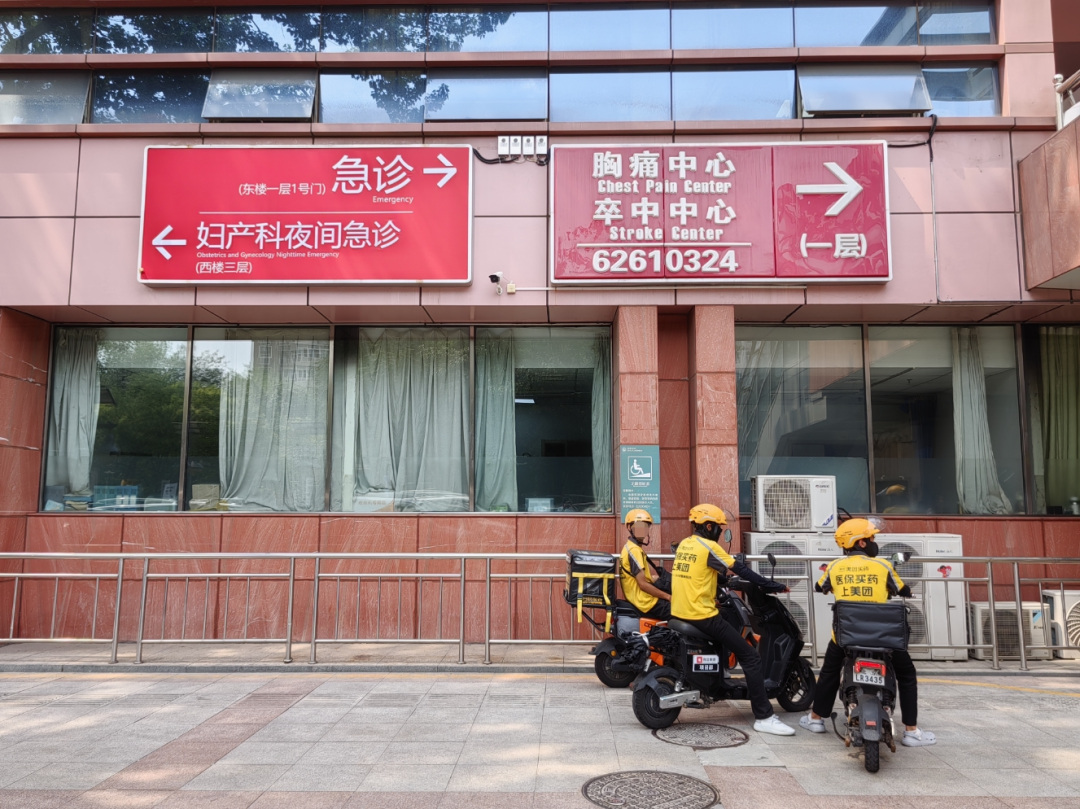 急诊
(东楼一层1号门)
Emergency
妇产科夜间急诊
Obstetrics and Gynecology Nighttime Emergency
(西楼三层)
胸痛中心
Chest Pain Center
卒中中心
Stroke Center
62610324
(一层)
医保买药
上美团
LR3435